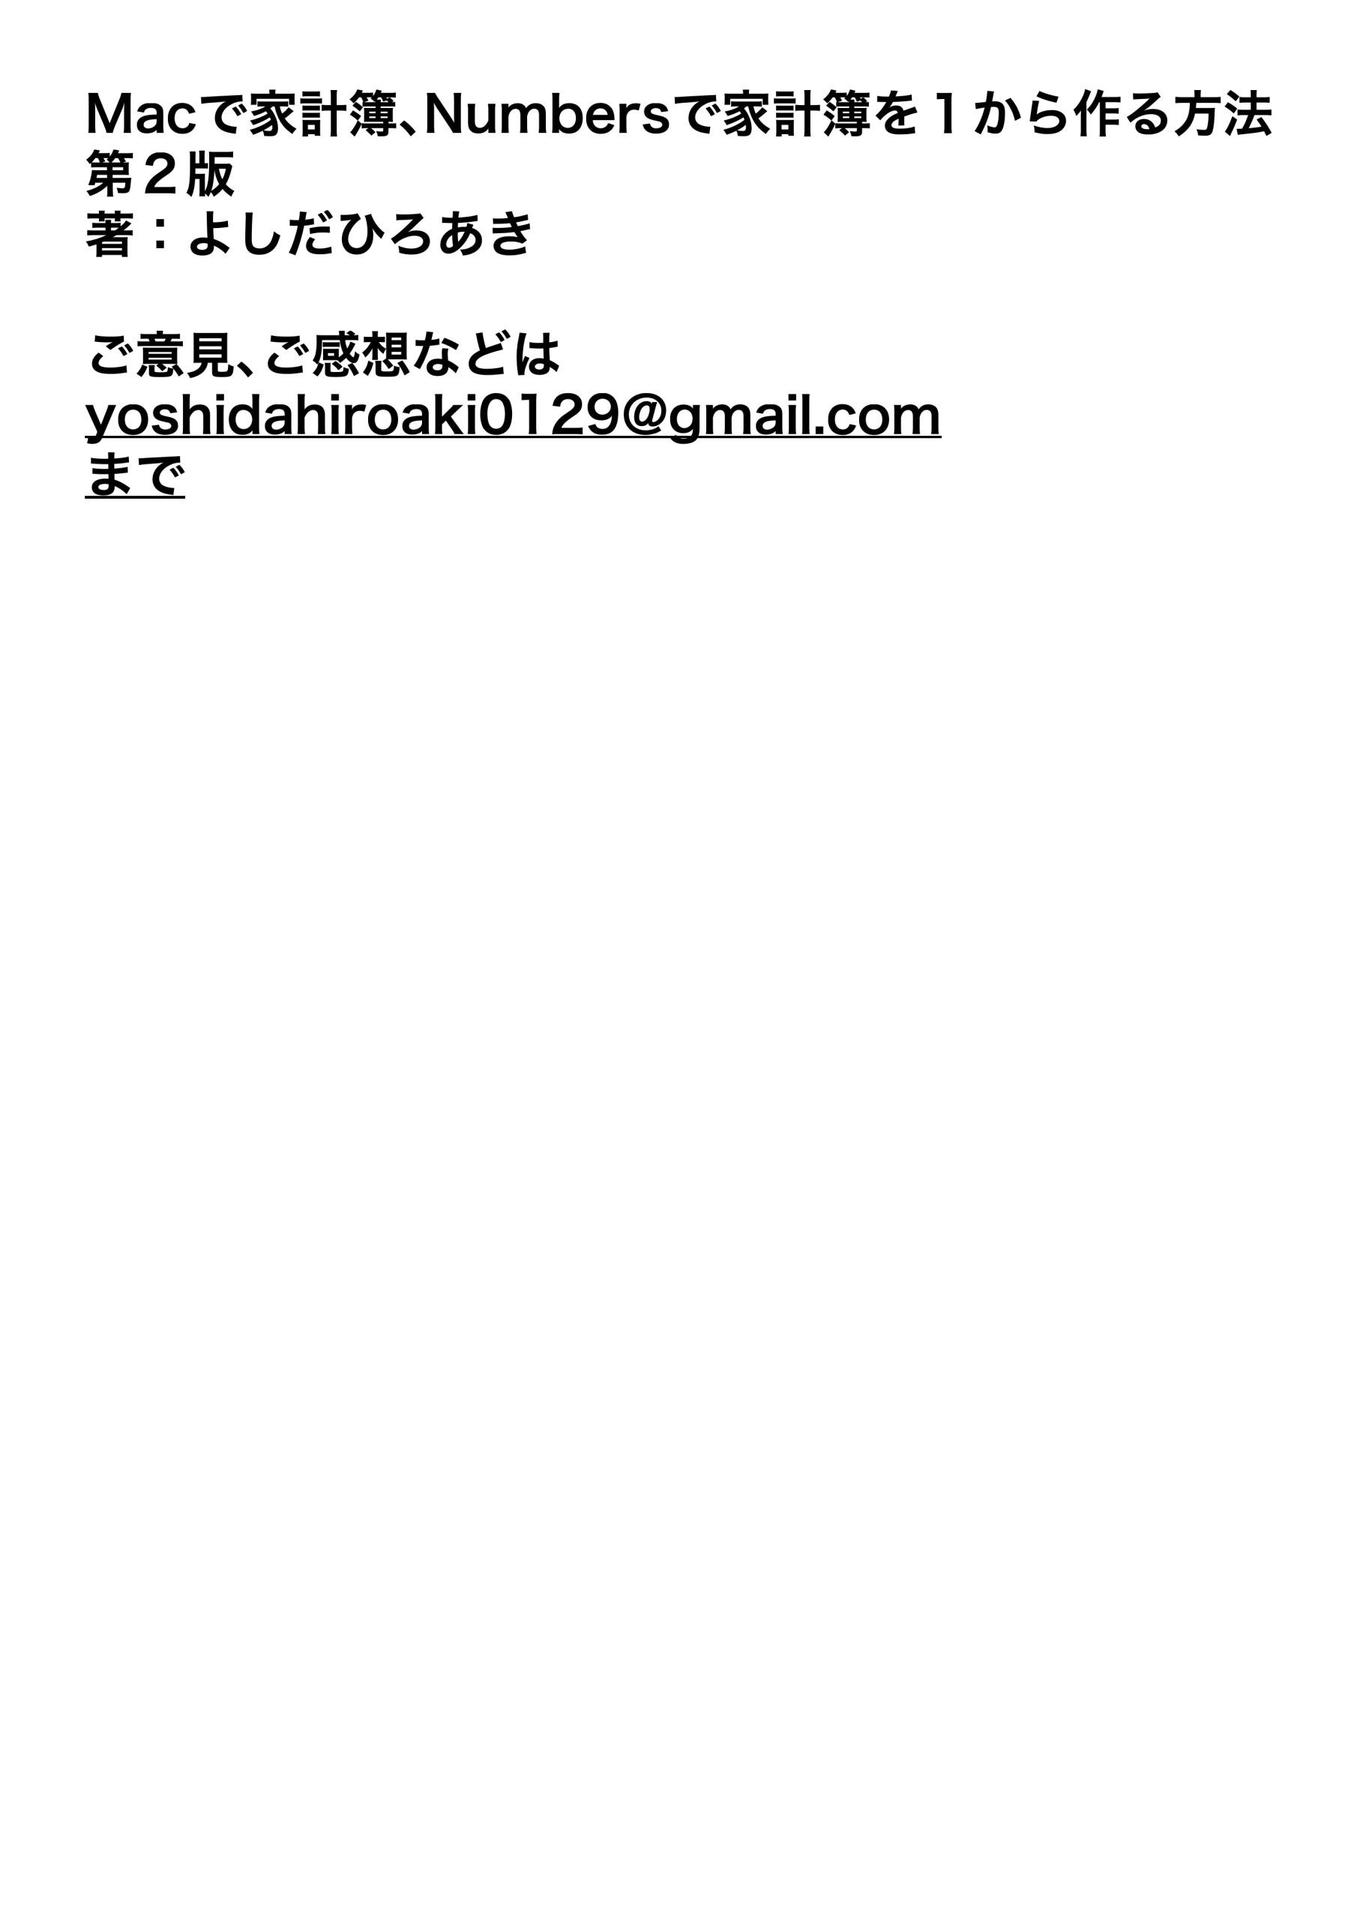 Macで家計簿、Numbersで家計簿を１から作る方法
第２版
著：よしだひろあき
ご意見、ご感想などは
yoshidahiroaki0129@gmail.com
まで